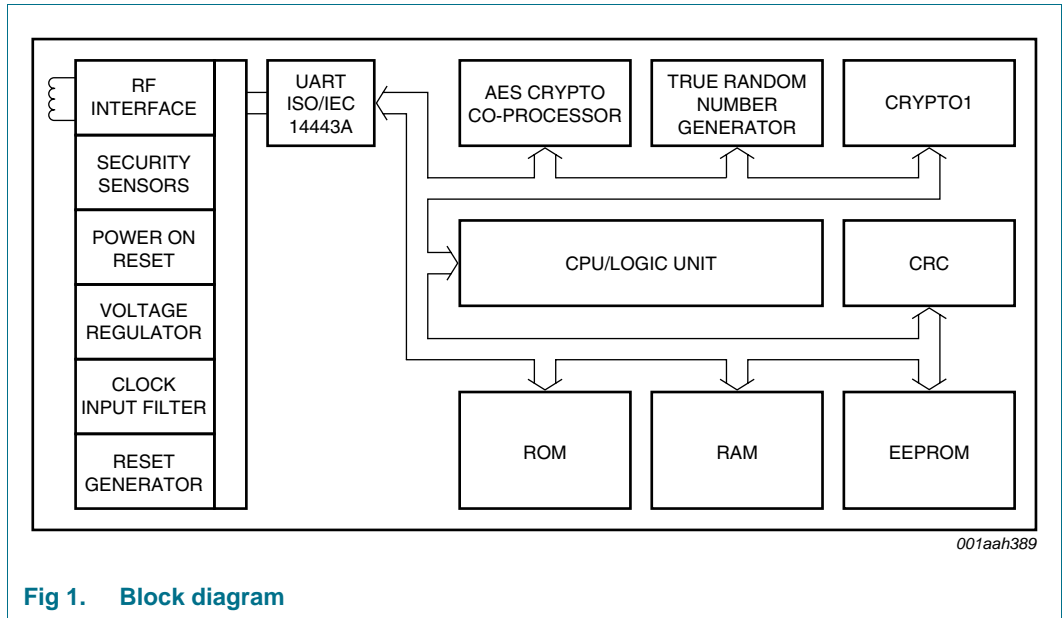 RF
INTERFACE
SECURITY
SENSORS
POWER ON
RESET
VOLTAGE
REGULATOR
CLOCK
INPUT FILTER
RESET
GENERATOR
UART
ISO/IEC
14443A
AES CRYPTO
CO-PROCESSOR
TRUE RANDOM
NUMBER
GENERATOR
CRYPTO1
CPU/LOGIC UNIT
CRC
ROM
RAM
EEPROM
001aah389
Fig 1. Block diagram